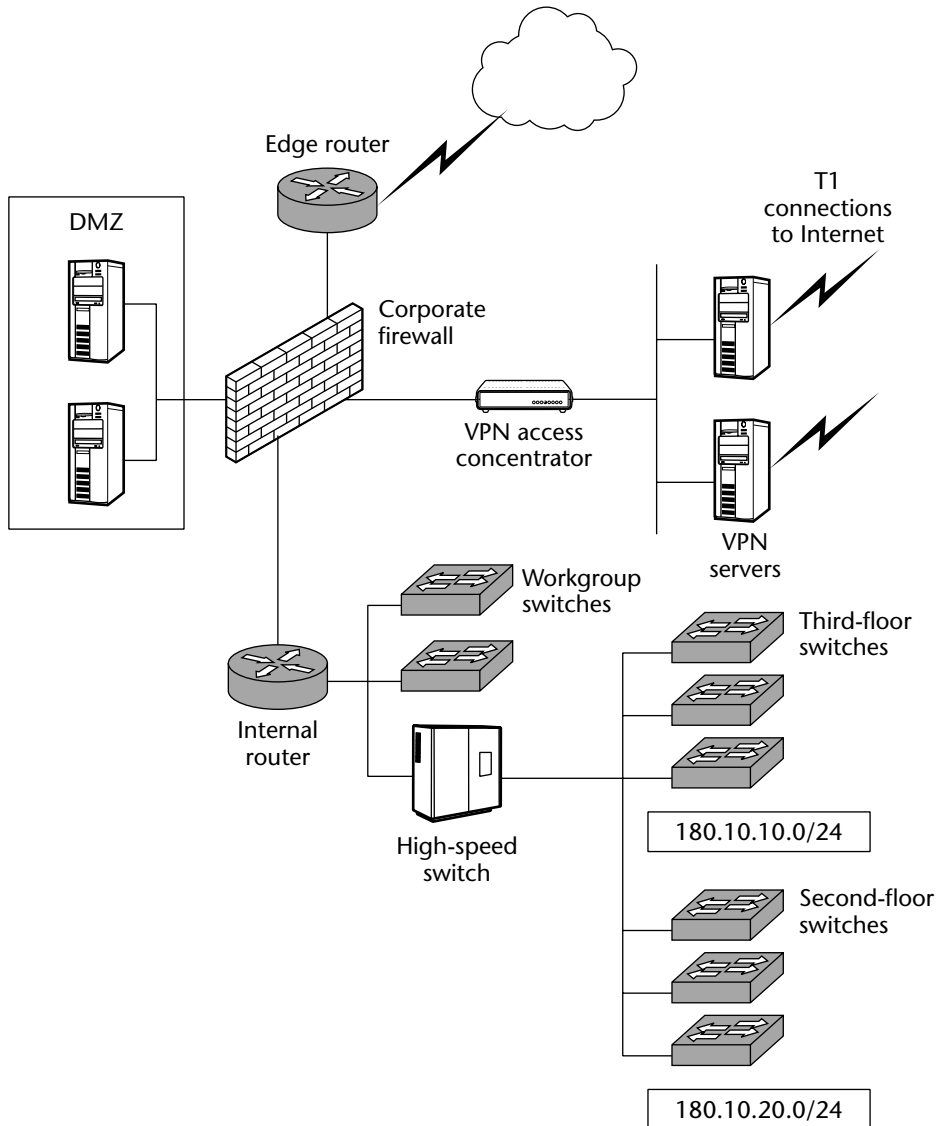 Edge router
T1
connections
to Internet
DMZ
Corporate
firewall
VPN access
concentrator
VPN
servers
Workgroup
switches
Third-floor
switches
Internal
router
High-speed
switch
180.10.10.0/24
Second-floor
switches
180.10.20.0/24